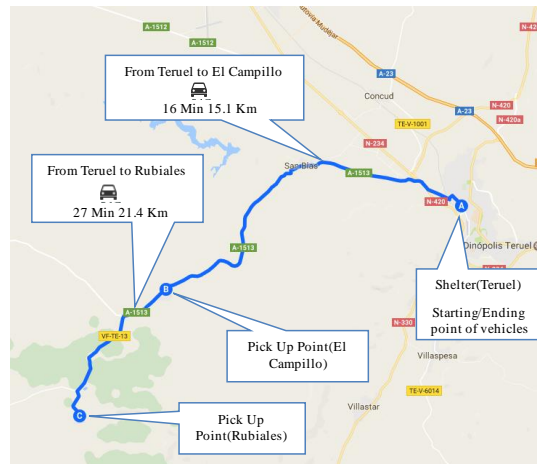 A-1512
A-1512
A-1513
From Teruel to El Campillo
16 Min 15.1 Km
A-23
Concud
A-23
N-420
N-420a
TE-V-1001
N-234
San Blas
A-1513
From Teruel to Rubiales
27 Min 21.4 Km
N-420
A
Dinópolis Teruel
A-1513
Shelter(Teruel)
Starting/Ending
point of vehicles
B
A-1513
N-330
VF-TE-13
Pick Up Point(El
Campillo)
Villaspesa
TE-V-6014
Villastar
C
Pick Up
Point(Rubiales)